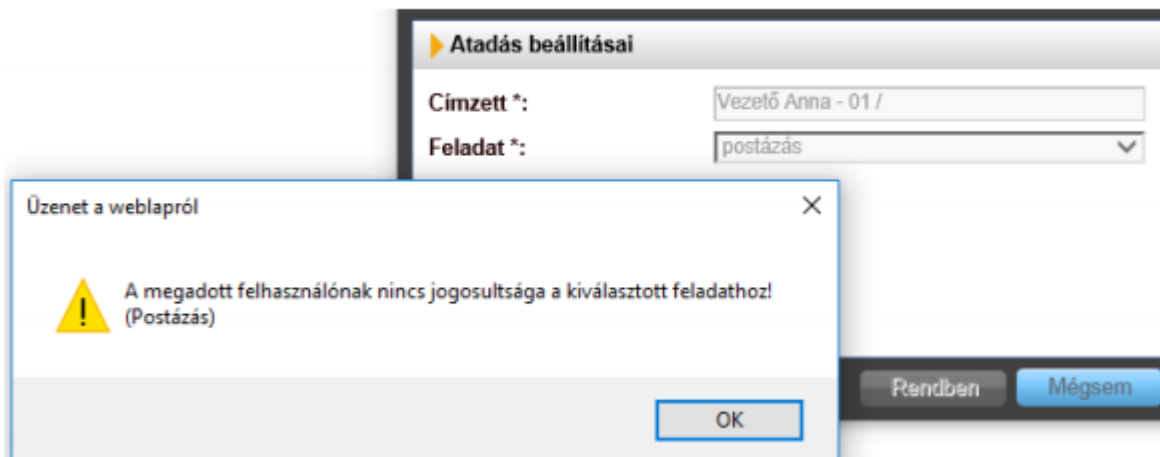 Atadás beállításai
Címzett *:
Vezető Anna - 01 /
Feladat *:
postázás
Üzenet a weblapról
A megadott felhasználónak nincs jogosultsága a kiválasztott feladathoz!
(Postázás)
Rendben
Mégsem
OK